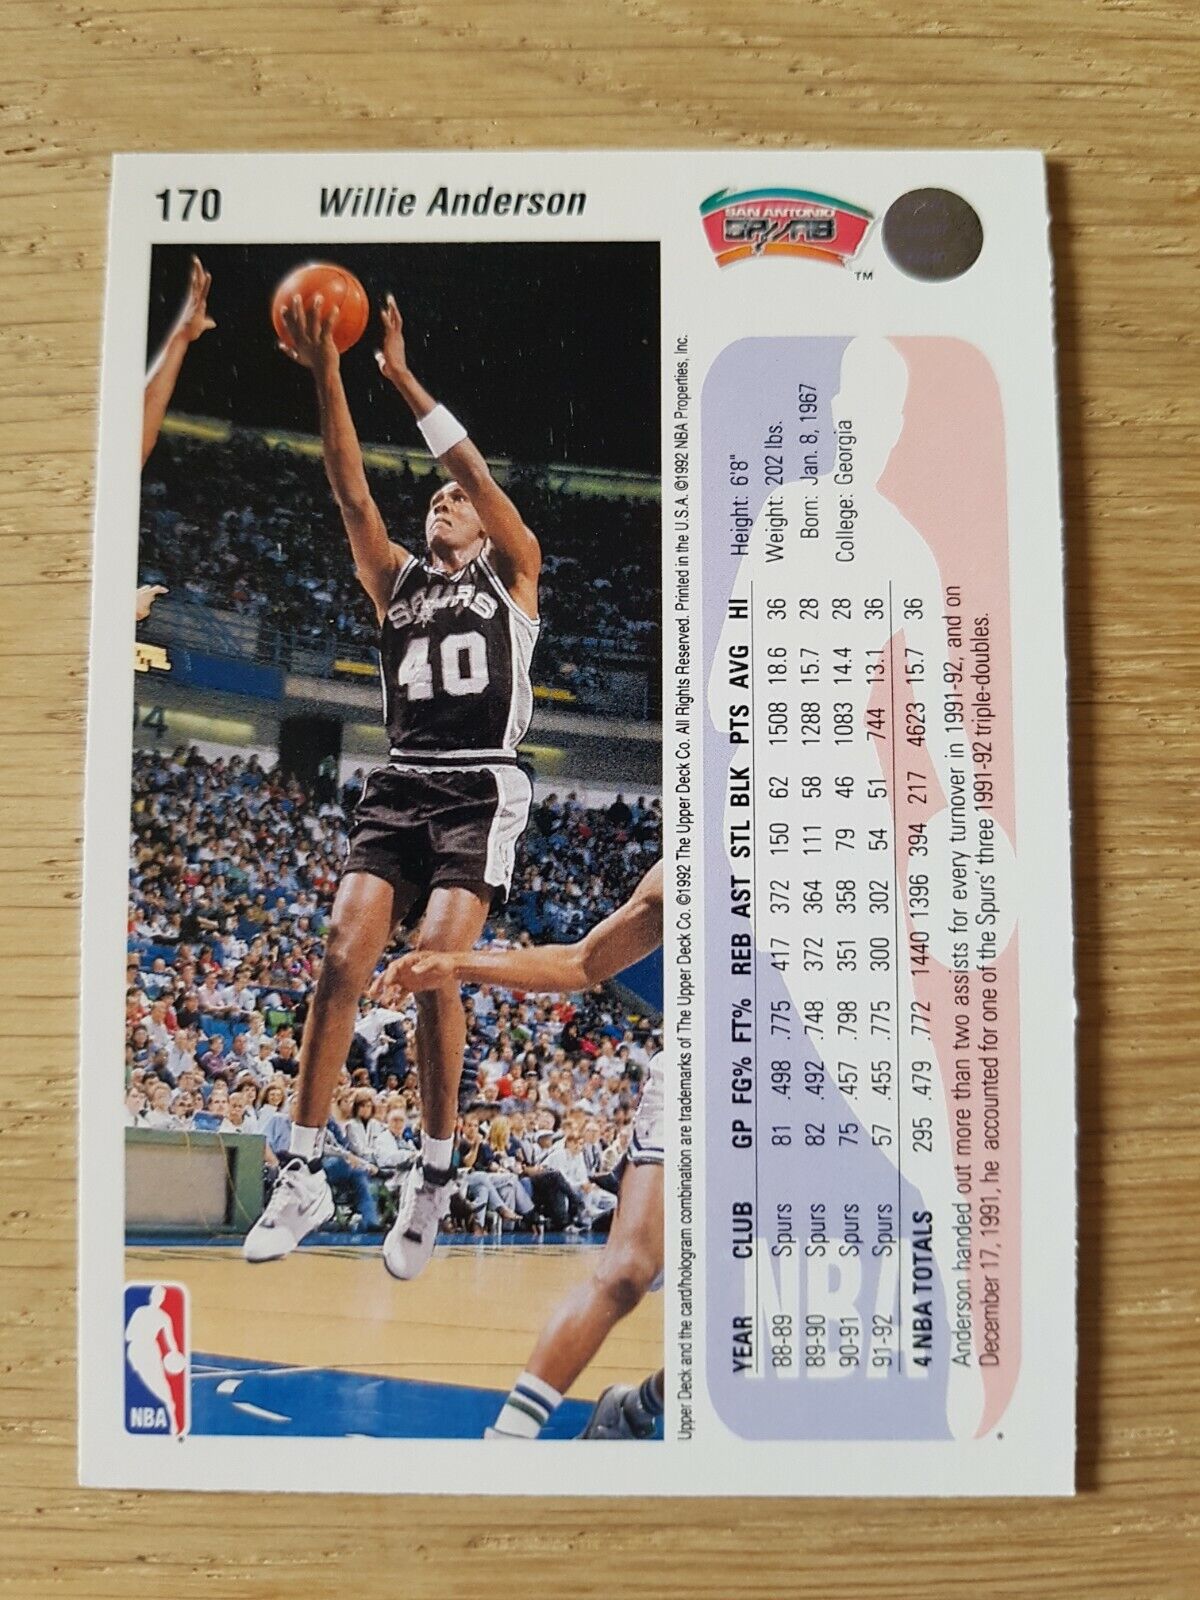 170 Willie Anderson
SAN ANTONIO
SPURS
TM
SPURS
40
NBA
Upper Deck and the card/hologram combination are trademarks of The Upper Deck Co. ©1992 The Upper Deck Co. All Rights Reserved. Printed in the U.S.A. ©1992 NBA Properties, Inc.
Height: 6'8"
Weight: 202 lbs.
Born: Jan. 8, 1967
College: Georgia
YEAR CLUB GP FG% FT% REB AST STL BLK PTS AVG HI
88-89 Spurs 81 .498 .775 417 372 150 62 1508 18.6 36
89-90 Spurs 82 .492 .748 372 364 111 58 1288 15.7 28
90-91 Spurs 75 .457 .798 351 358 79 46 1083 14.4 28
91-92 Spurs 57 .455 .775 300 302 54 51 744 13.1 36
4 NBA TOTALS 295 .479 .772 1440 1396 394 217 4623 15.7 36
Anderson handed out more than two assists for every turnover in 1991-92, and on
December 17, 1991, he accounted for one of the Spurs' three 1991-92 triple-doubles.
NBA